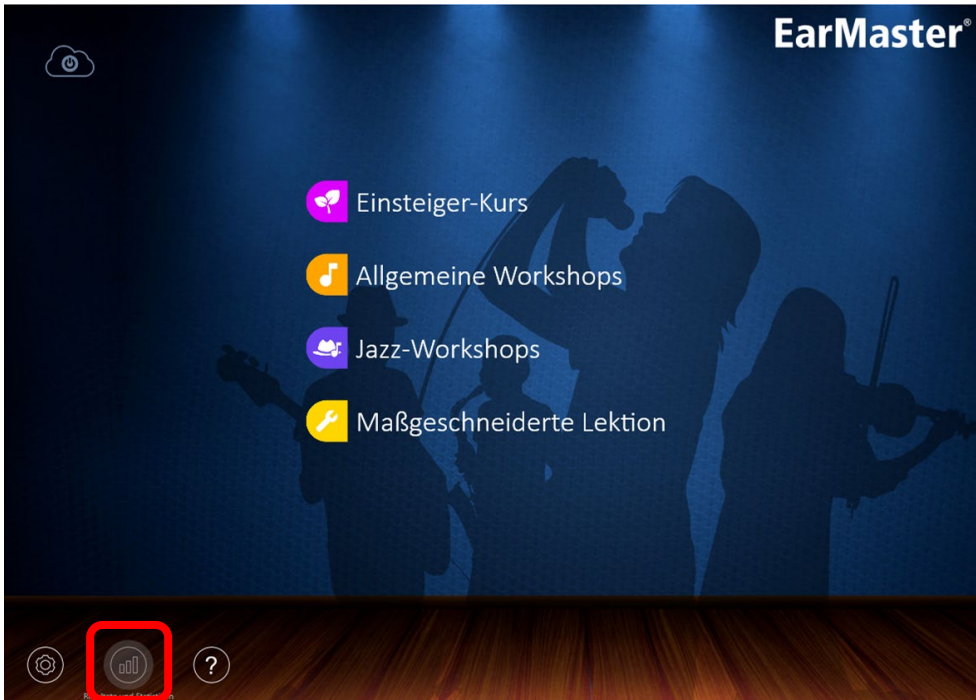 EarMaster®
Einsteiger-Kurs
Allgemeine Workshops
Jazz-Workshops
Maßgeschneiderte Lektion
?